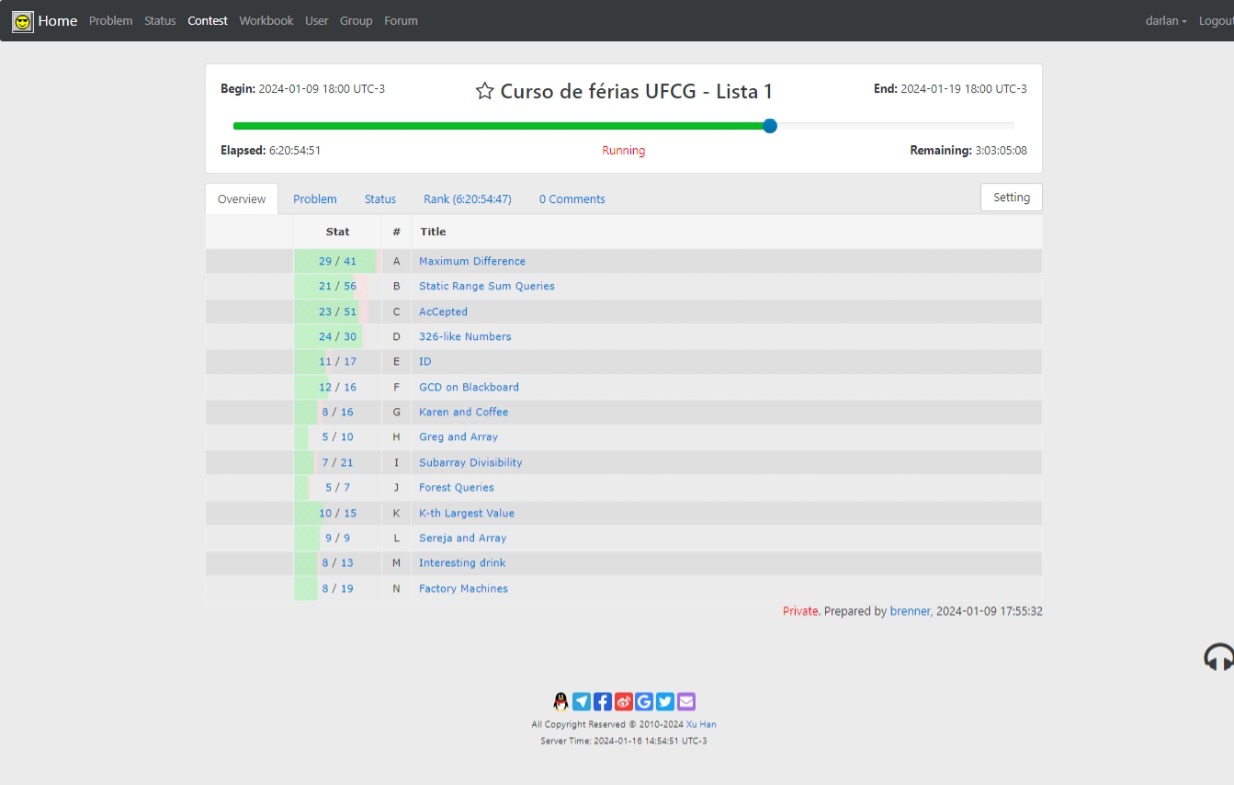 Home Problem Status Contest Workbook User Group Forum darlan Logout
Begin: 2024-01-09 18:00 UTC-3 Curso de férias UFCG - Lista 1 End: 2024-01-19 18:00 UTC-3
Elapsed: 6:20:54:51 Running Remaining: 3:03:05:08
Overview Problem Status Rank (6:20:54:47) 0 Comments Setting
Stat # Title
29 / 41 A Maximum Difference
21 / 56 B Static Range Sum Queries
23 / 51 C AcCepted
24 / 30 D 326-like Numbers
11 / 17 E ID
12 / 16 F GCD on Blackboard
8 / 16 G Karen and Coffee
5 / 10 H Greg and Array
7 / 21 I Subarray Divisibility
5 / 7 J Forest Queries
10 / 15 K K-th Largest Value
9 / 9 L Sereja and Array
8 / 13 M Interesting drink
8 / 19 N Factory Machines
Private. Prepared by brenner, 2024-01-09 17:55:32
All Copyright Reserved © 2010-2024 Xu Han
Server Time: 2024-01-16 14:54:51 UTC-3